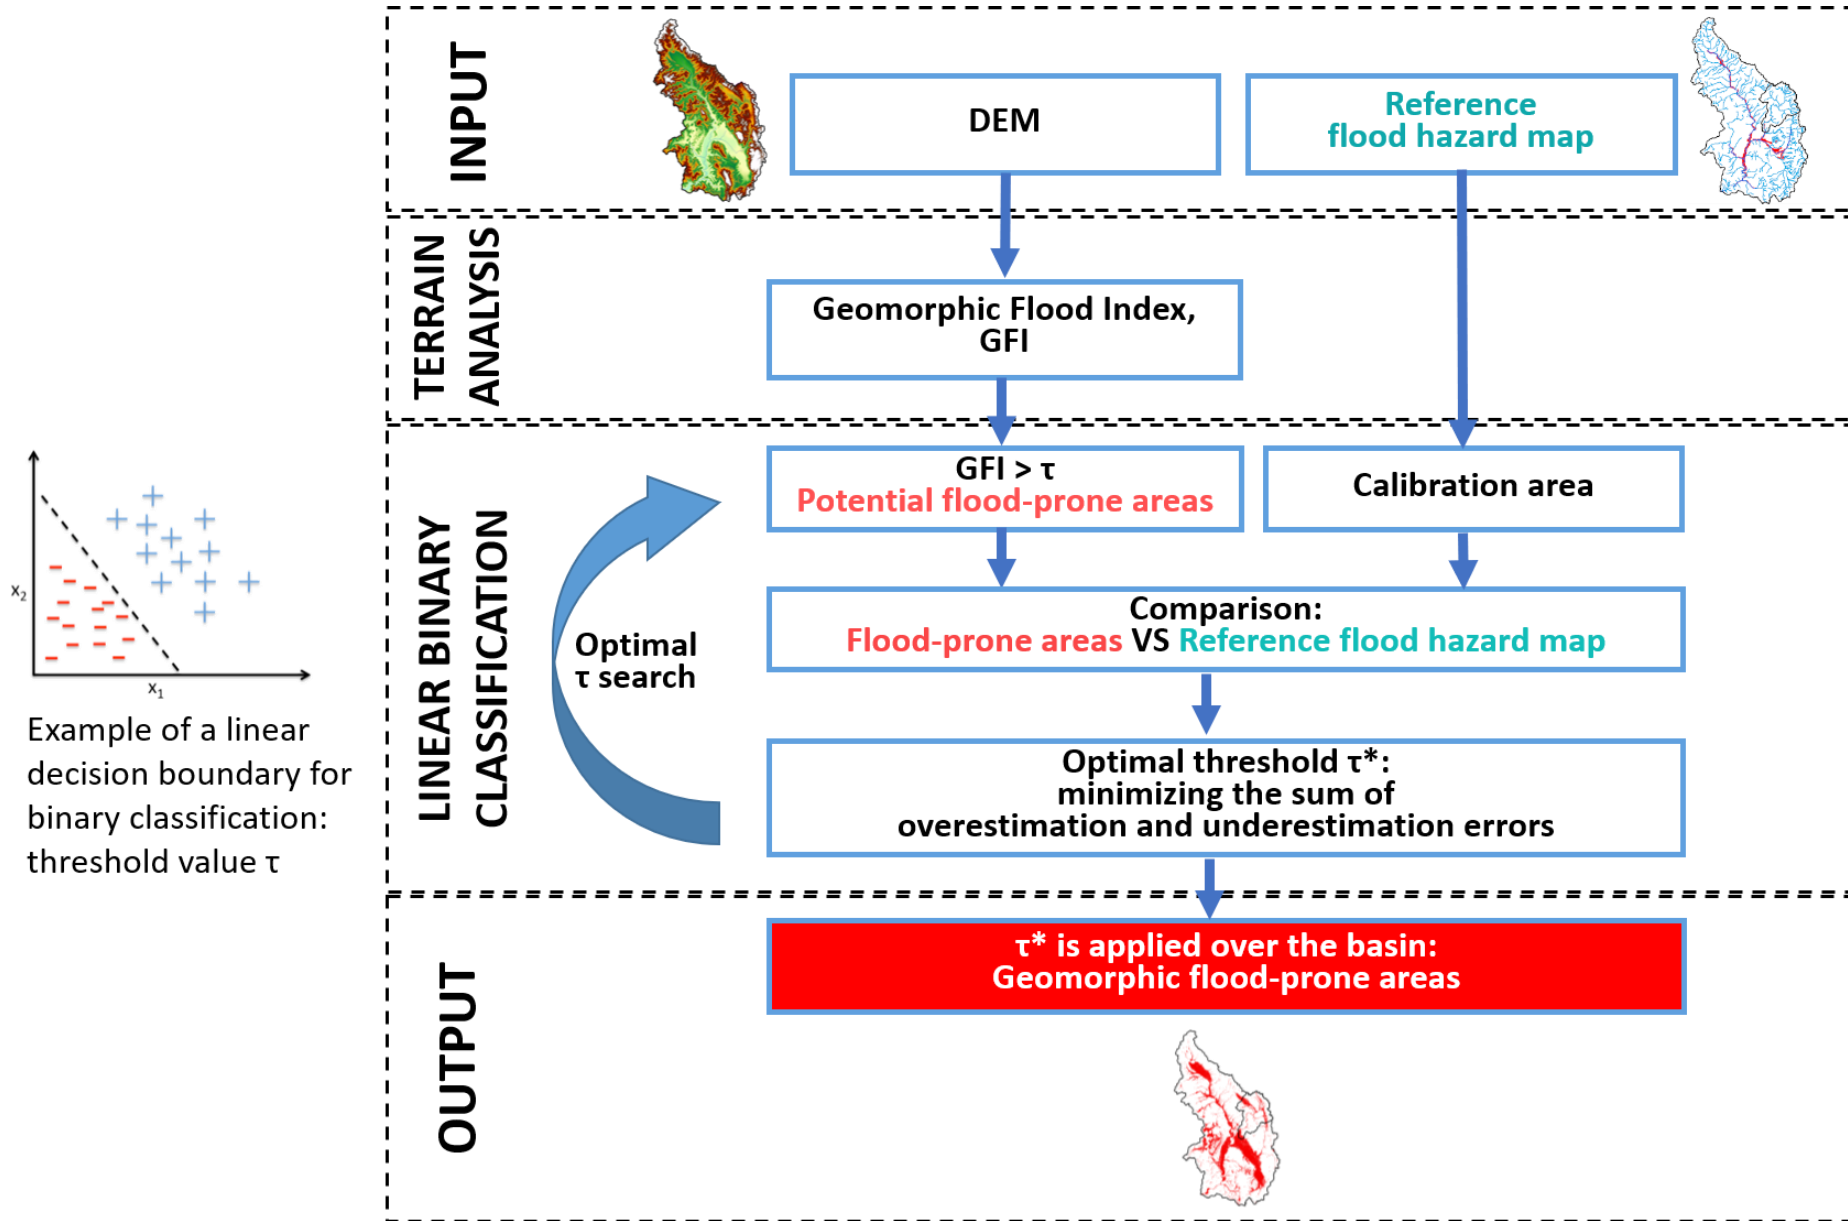 INPUT
DEM
Reference
flood hazard map
TERRAIN
ANALYSIS
Geomorphic Flood Index,
GFI
LINEAR BINARY
CLASSIFICATION
GFI > τ
Potential flood-prone areas
Calibration area
Optimal
τ search
Comparison:
Flood-prone areas VS Reference flood hazard map
Optimal threshold τ*:
minimizing the sum of
overestimation and underestimation errors
x₂
x₁
Example of a linear
decision boundary for
binary classification:
threshold value τ
OUTPUT
τ* is applied over the basin:
Geomorphic flood-prone areas